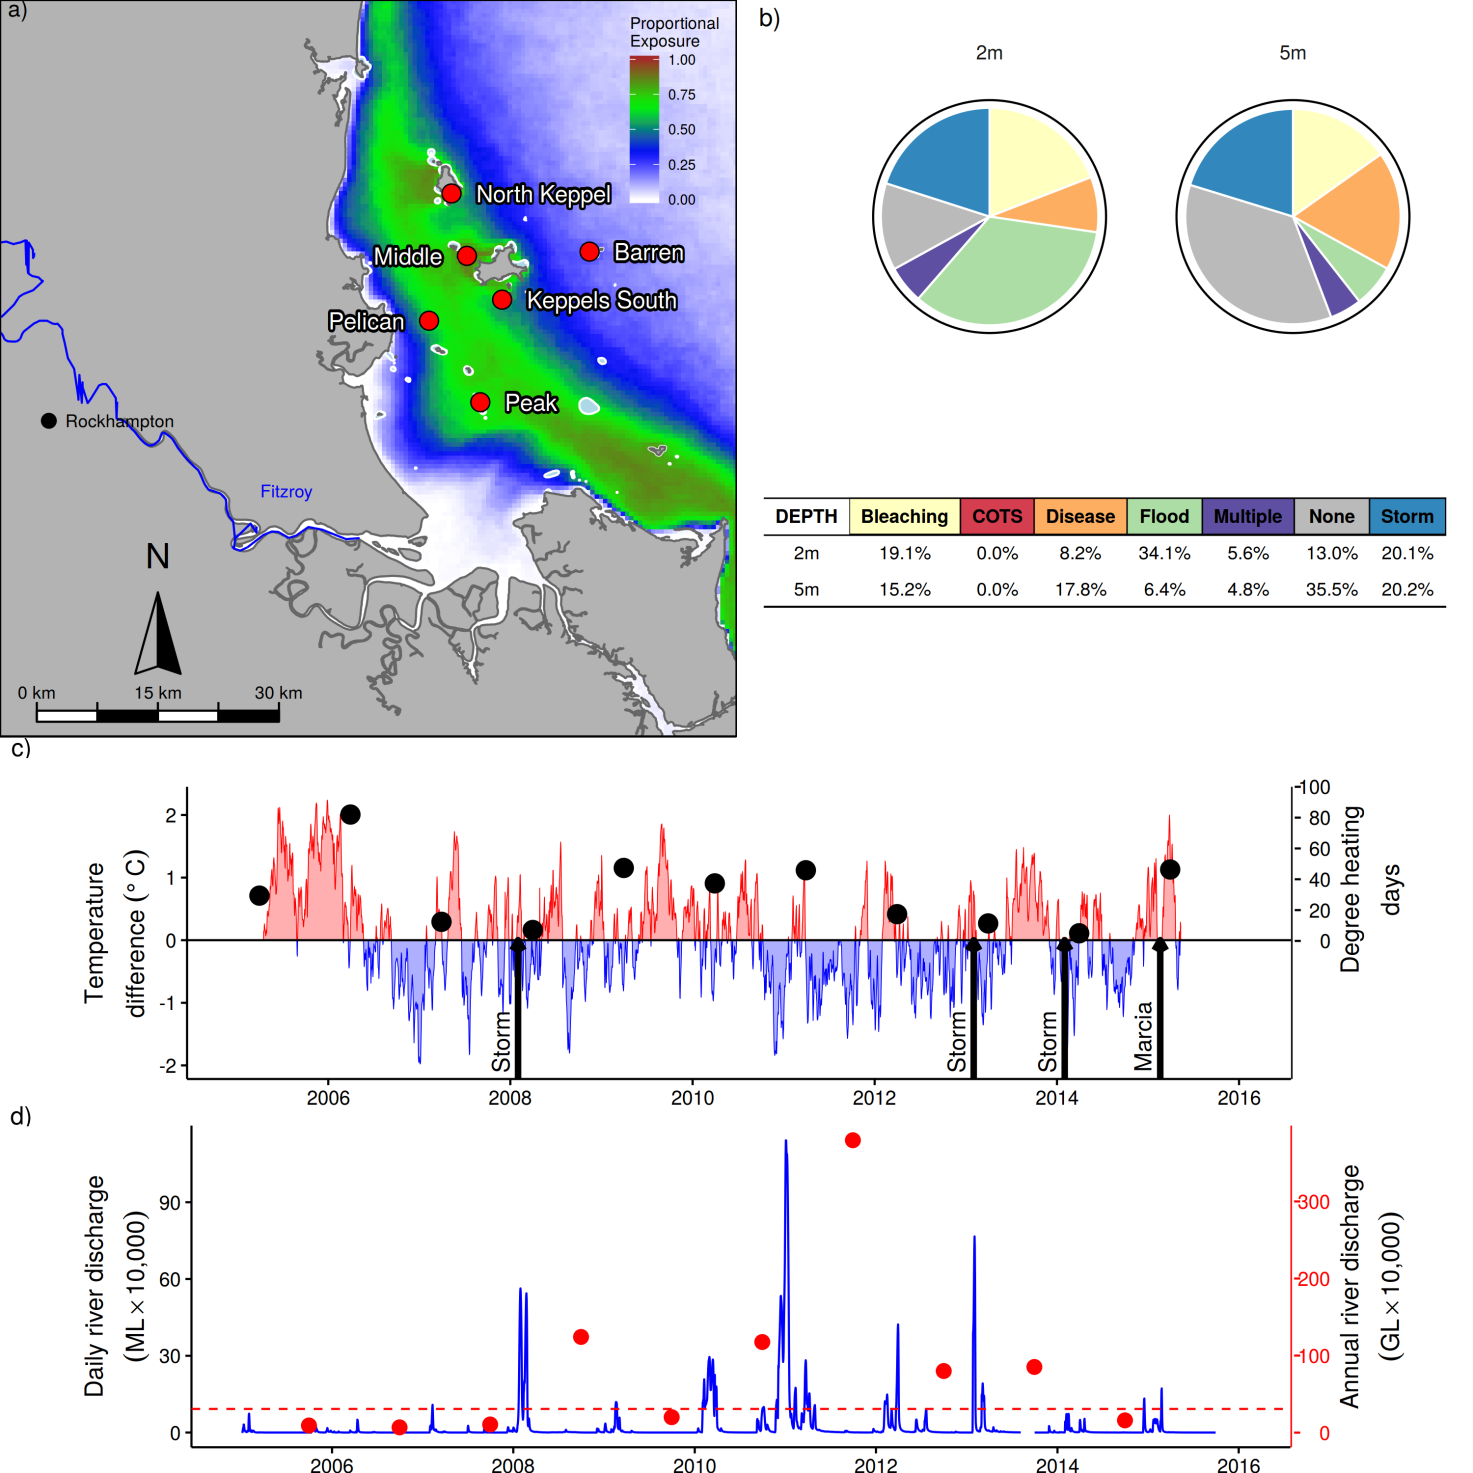 a)
Proportional
Exposure
1.00
0.75
0.50
0.25
0.00
North Keppel
Middle
Barren
Keppels South
Pelican
Peak
Rockhampton
Fitzroy
N
0 km 15 km 30 km
b)
2m 5m
DEPTH Bleaching COTS Disease Flood Multiple None Storm
2m 19.1% 0.0% 8.2% 34.1% 5.6% 13.0% 20.1%
5m 15.2% 0.0% 17.8% 6.4% 4.8% 35.5% 20.2%
c)
Temperature
difference (° C)
2
1
0
-1
-2
Storm
Storm
Storm
Marcia
100
80
60
40
20
0
Degree heating
days
2006 2008 2010 2012 2014 2016
d)
Daily river discharge
(ML × 10,000)
90
60
30
0
300
200
100
0
Annual river discharge
(GL × 10,000)
2006 2008 2010 2012 2014 2016